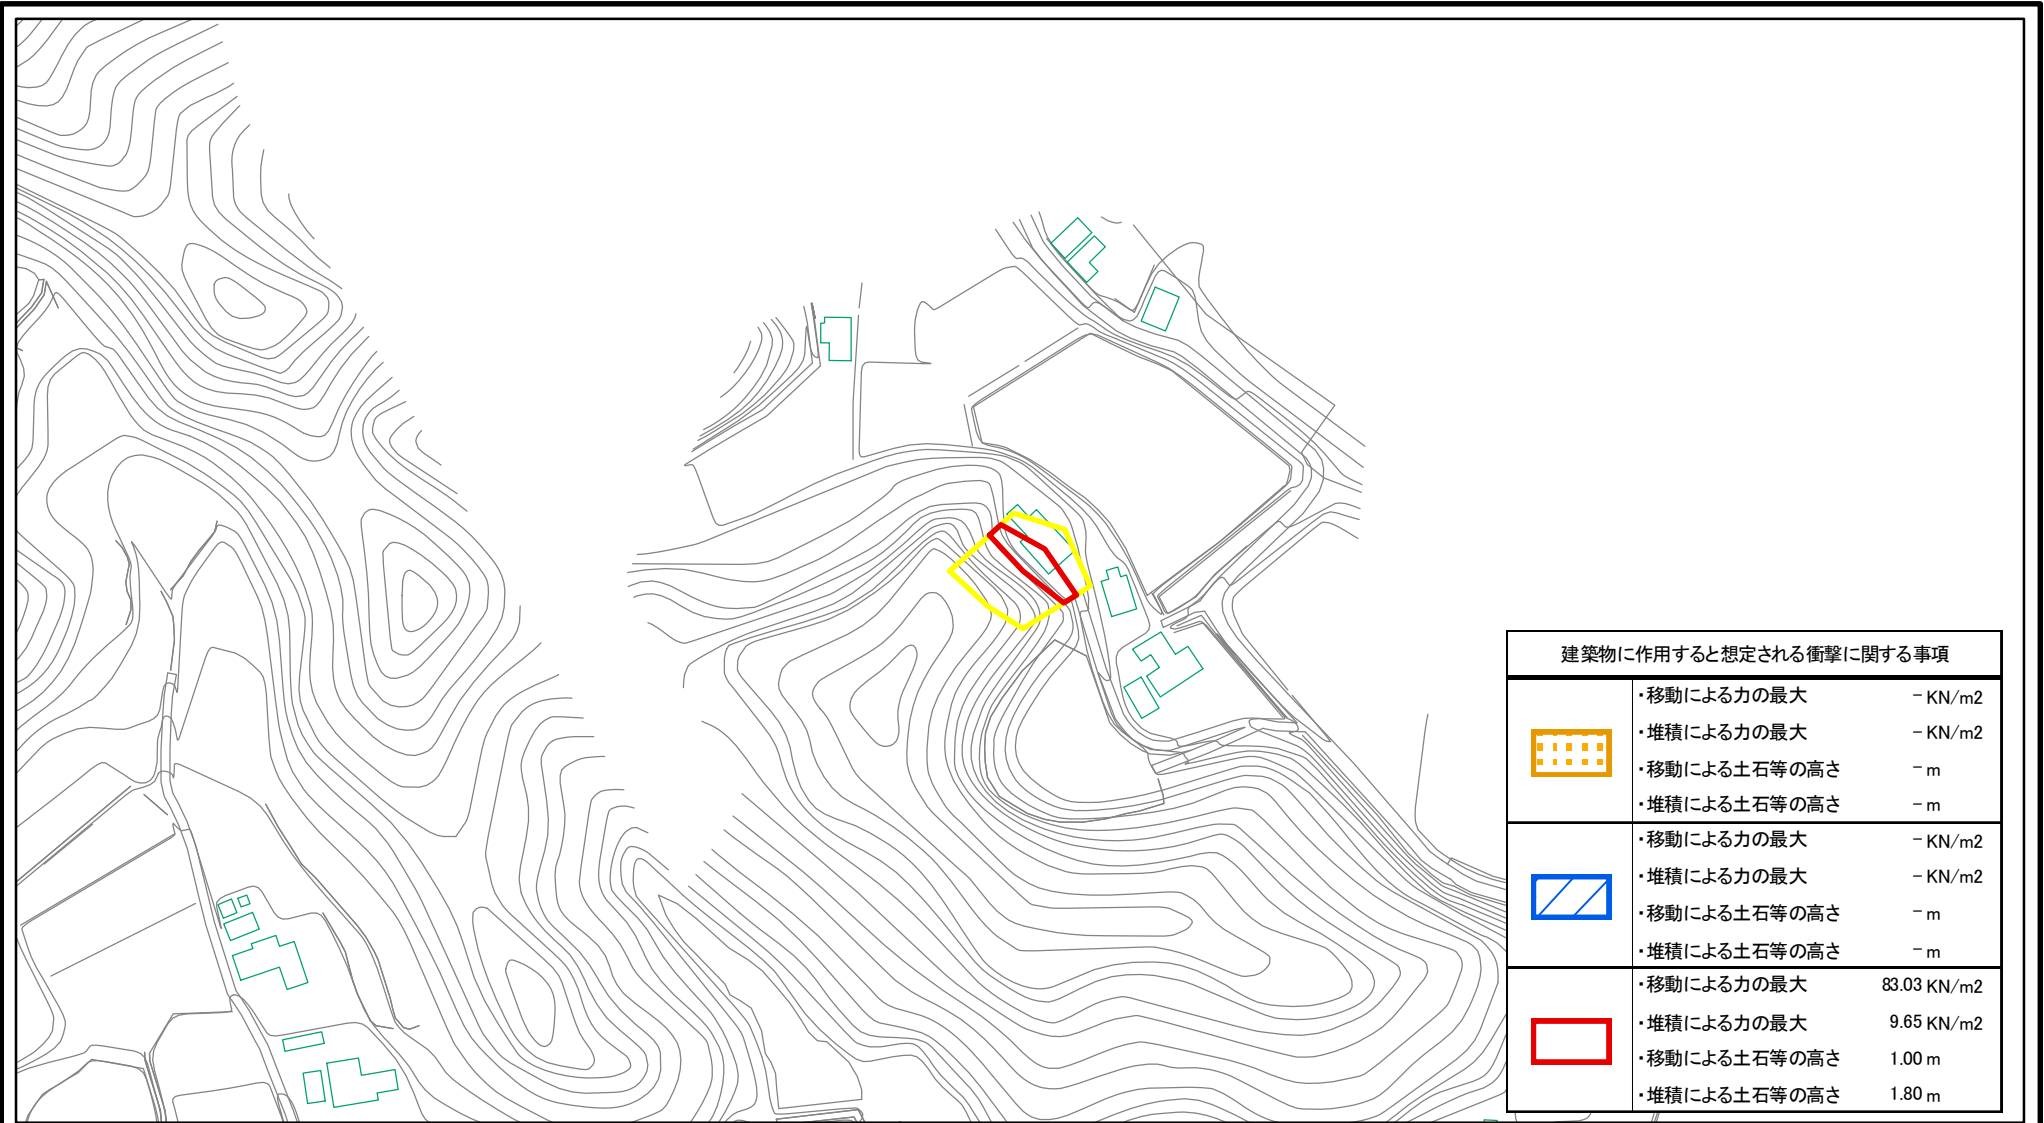 建築物に作用すると想定される衝撃に関する事項
・移動による力の最大 − KN/m2
・堆積による力の最大 − KN/m2
・移動による土石等の高さ − m
・堆積による土石等の高さ − m
・移動による力の最大 − KN/m2
・堆積による力の最大 − KN/m2
・移動による土石等の高さ − m
・堆積による土石等の高さ − m
・移動による力の最大 83.03 KN/m2
・堆積による力の最大 9.65 KN/m2
・移動による土石等の高さ 1.00 m
・堆積による土石等の高さ 1.80 m